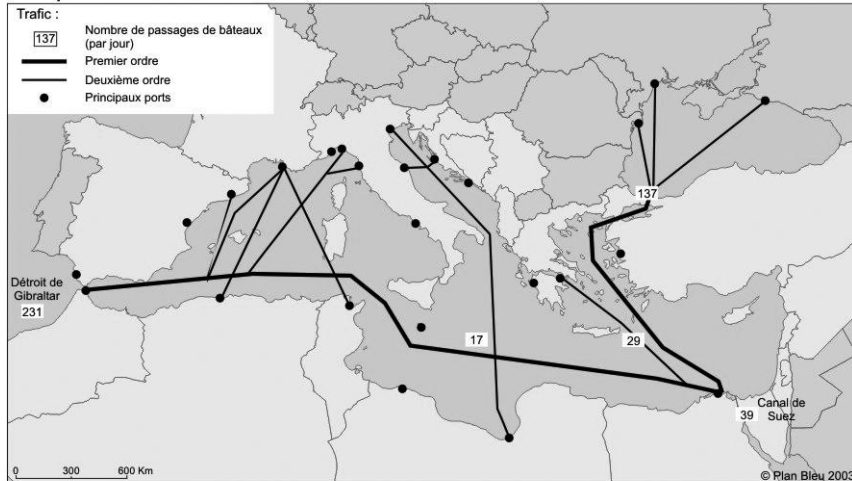 Trafic :
137
Nombre de passages de bâteaux
(par jour)
Premier ordre
Deuxième ordre
Principaux ports
137
Détroit de
Gibraltar
231
17
29
Canal de
Suez
39
0 300 600 Km
© Plan Bleu 2003